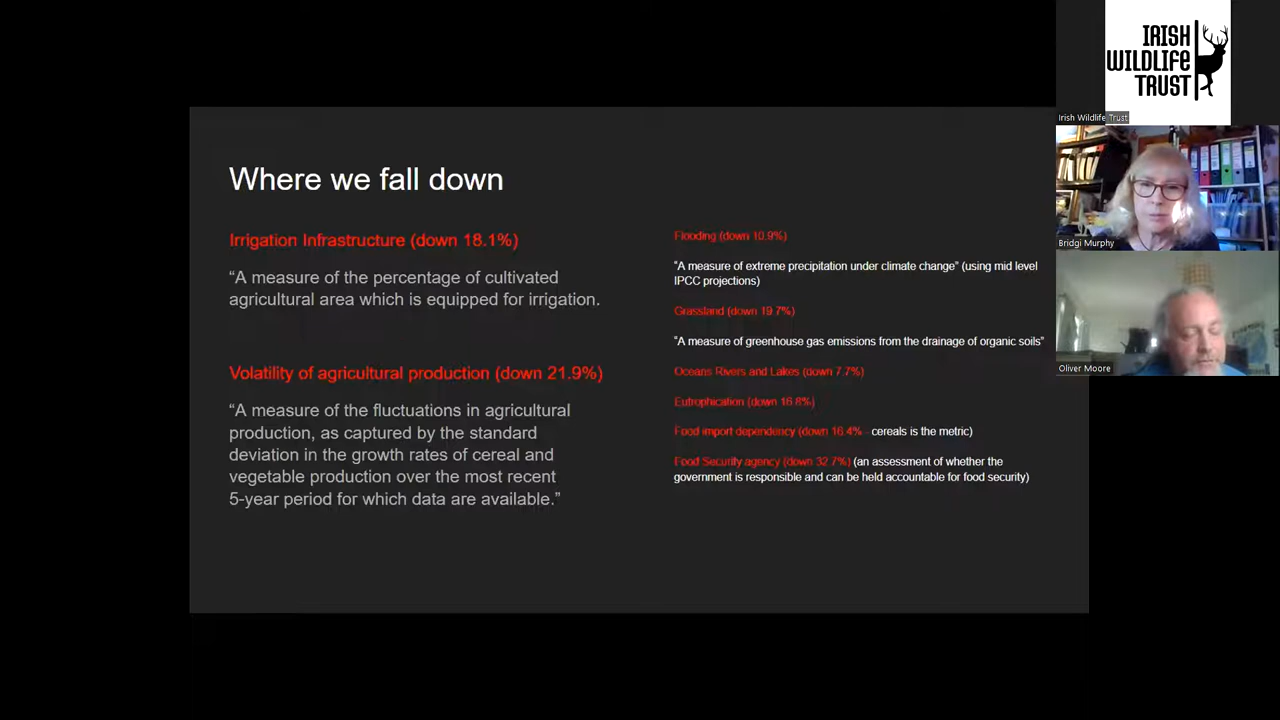 Where we fall down
Irrigation Infrastructure (down 18.1%)
“A measure of the percentage of cultivated
agricultural area which is equipped for irrigation.
Volatility of agricultural production (down 21.9%)
“A measure of the fluctuations in agricultural
production, as captured by the standard
deviation in the growth rates of cereal and
vegetable production over the most recent
5-year period for which data are available.”
Flooding (down 10.9%)
“A measure of extreme precipitation under climate change” (using mid level
IPCC projections)
Grassland (down 19.7%)
“A measure of greenhouse gas emissions from the drainage of organic soils”
Oceans Rivers and Lakes (down 7.7%)
Eutrophication (down 16.8%)
Food import dependency (down 16.4% - cereals is the metric)
Food Security agency (down 32.7%) (an assessment of whether the
government is responsible and can be held accountable for food security)
IRISH
WILDLIFE
TRUST
Irish Wildlife Trust
Bridgi Murphy
Oliver Moore